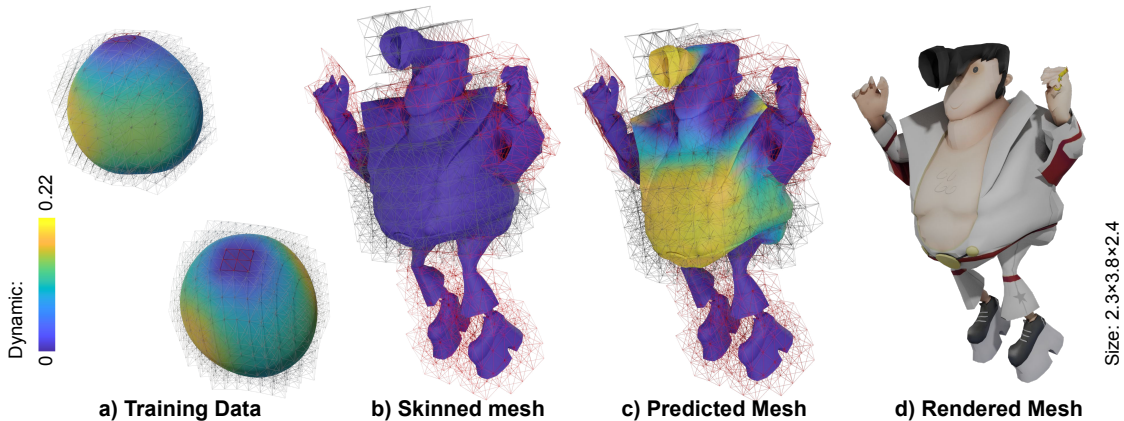 0.22
0
Dynamic:
Size: 2.3×3.8×2.4
a) Training Data
b) Skinned mesh
c) Predicted Mesh
d) Rendered Mesh